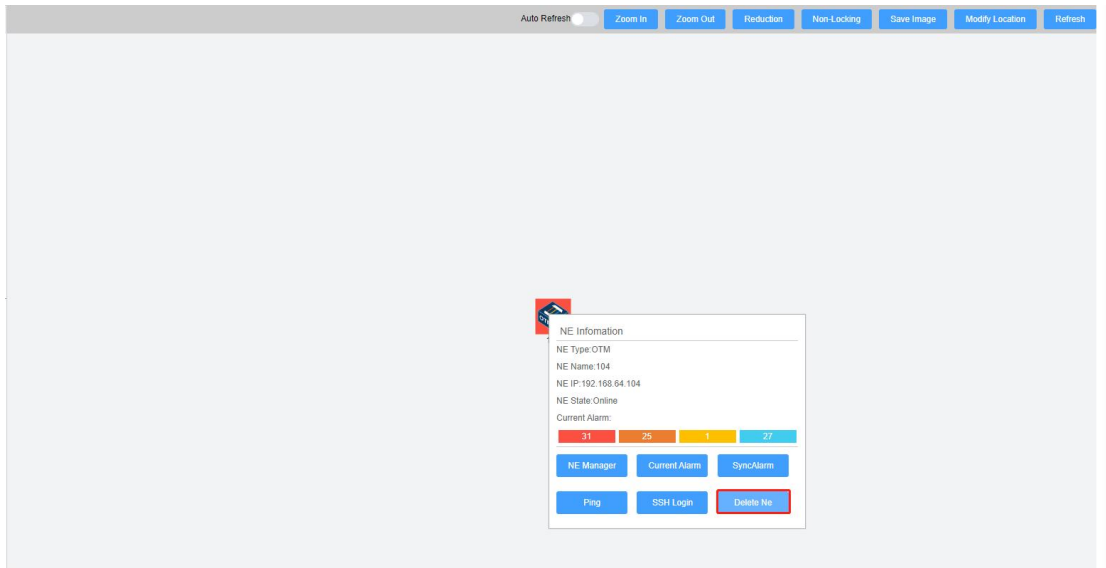 Auto Refresh Zoom In Zoom Out Reduction Non-Locking Save Image Modify Location Refresh
NE Infomation
NE Type:OTM
NE Name:104
NE IP:192.168.64.104
NE State:Online
Current Alarm:
31 25 1 27
NE Manager Current Alarm SyncAlarm
Ping SSH Login Delete Ne